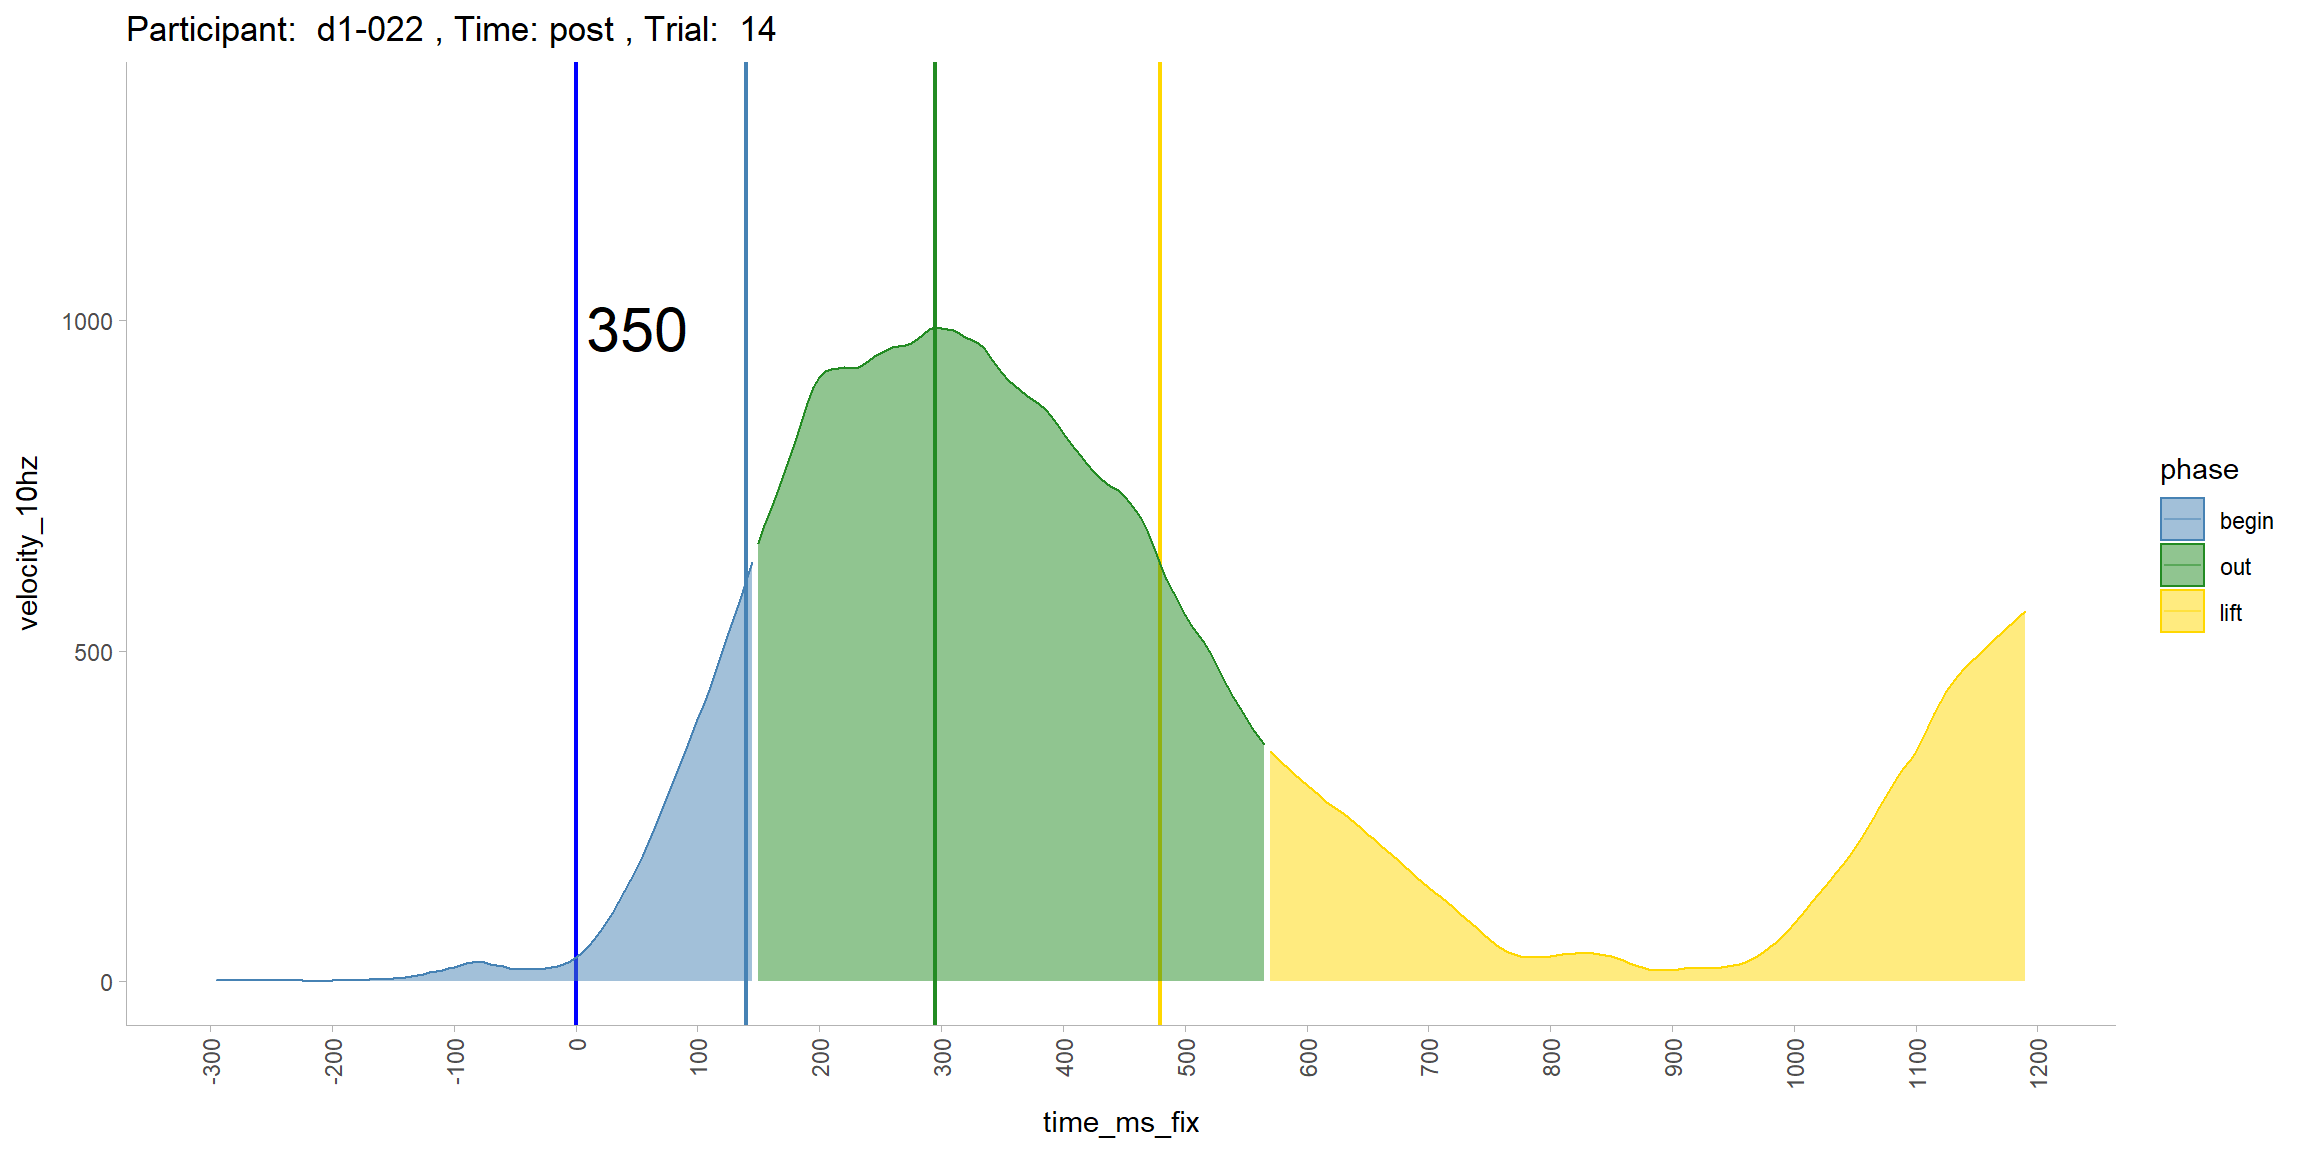 Participant:  d1-022 , Time: post , Trial:  14
350
velocity_10hz
1000
500
0
-300 -200 -100 0 100 200 300 400 500 600 700 800 900 1000 1100 1200
time_ms_fix
phase
begin
out
lift